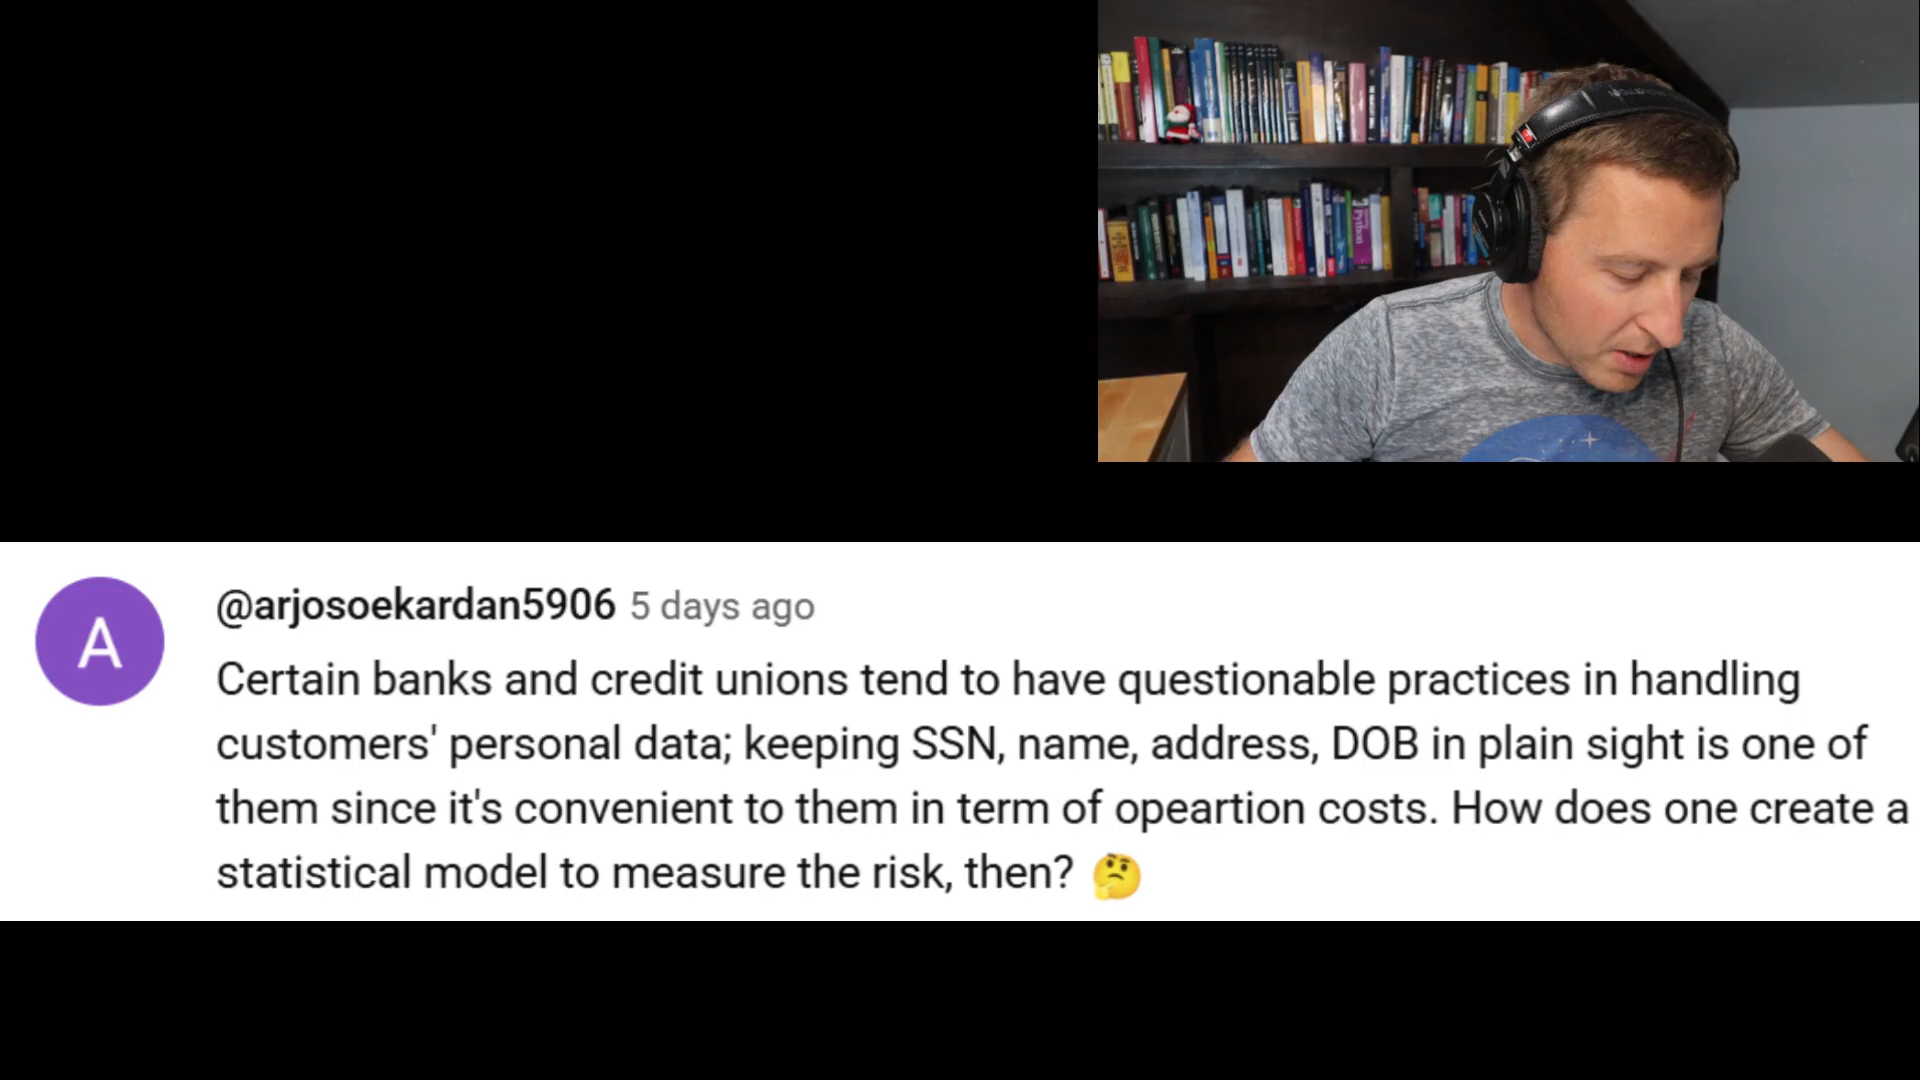 Python
@arjosoekardan5906 5 days ago
A
Certain banks and credit unions tend to have questionable practices in handling
customers' personal data; keeping SSN, name, address, DOB in plain sight is one of
them since it's convenient to them in term of opeartion costs. How does one create a
statistical model to measure the risk, then? 🤔